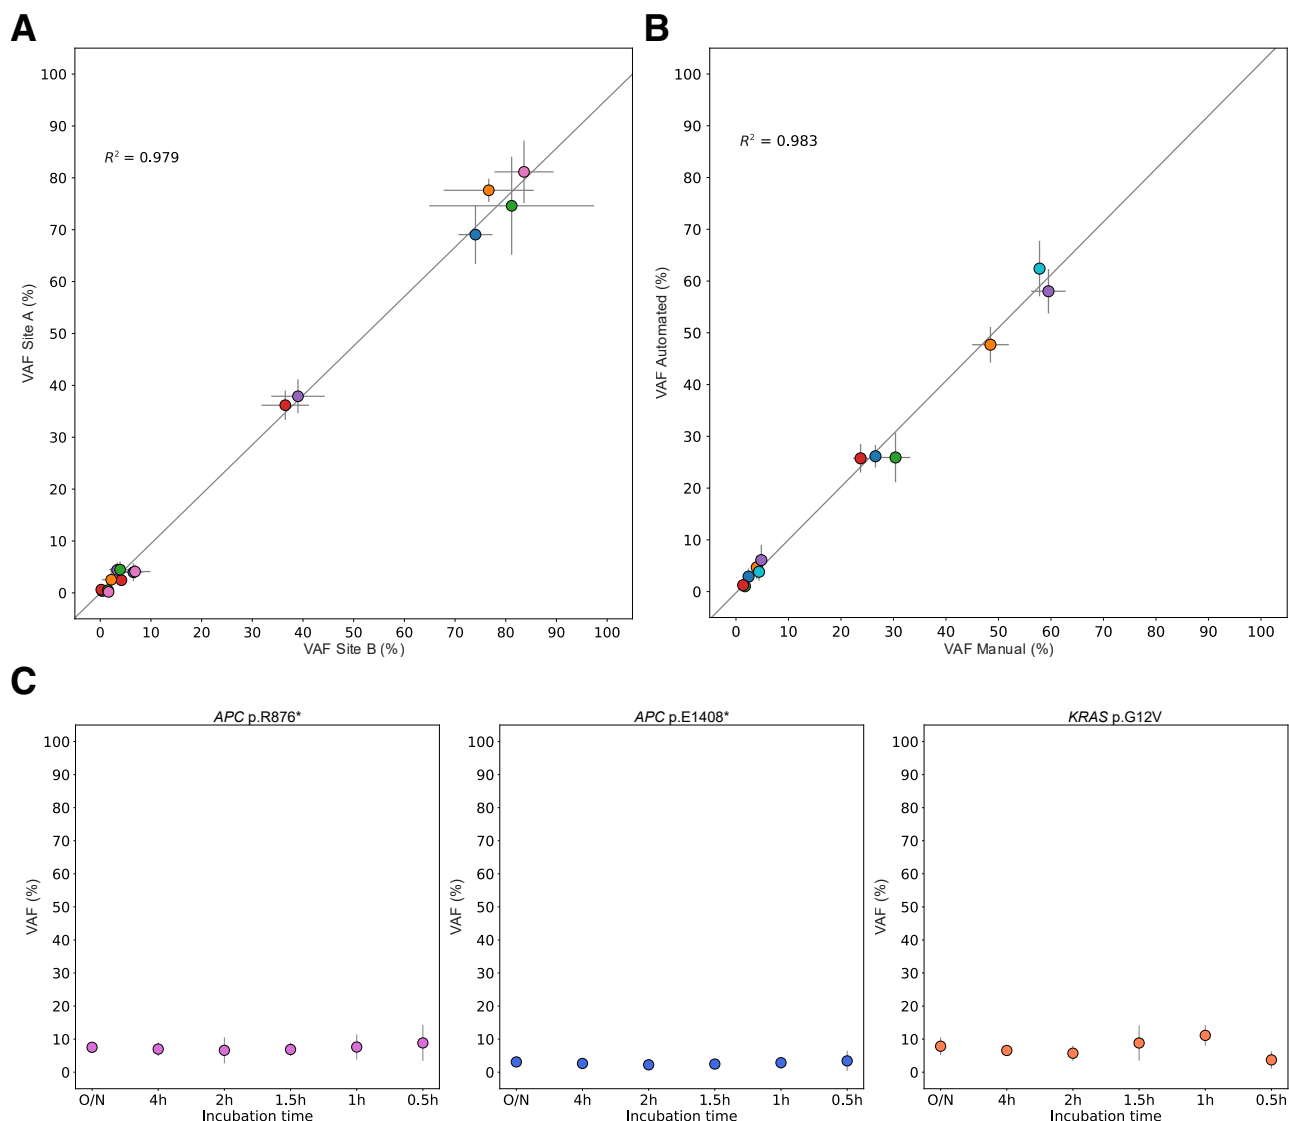 A
B
100
90
80
70
60
50
40
30
20
10
0
R² = 0.979
VAF Site A (%)
0 10 20 30 40 50 60 70 80 90 100
VAF Site B (%)
100
90
80
70
60
50
40
30
20
10
0
R² = 0.983
VAF Automated (%)
0 10 20 30 40 50 60 70 80 90 100
VAF Manual (%)
C
APC p.R876*
100
90
80
70
60
50
40
30
20
10
0
VAF (%)
O/N 4h 2h 1.5h 1h 0.5h
Incubation time
APC p.E1408*
100
90
80
70
60
50
40
30
20
10
0
VAF (%)
O/N 4h 2h 1.5h 1h 0.5h
Incubation time
KRAS p.G12V
100
90
80
70
60
50
40
30
20
10
0
VAF (%)
O/N 4h 2h 1.5h 1h 0.5h
Incubation time